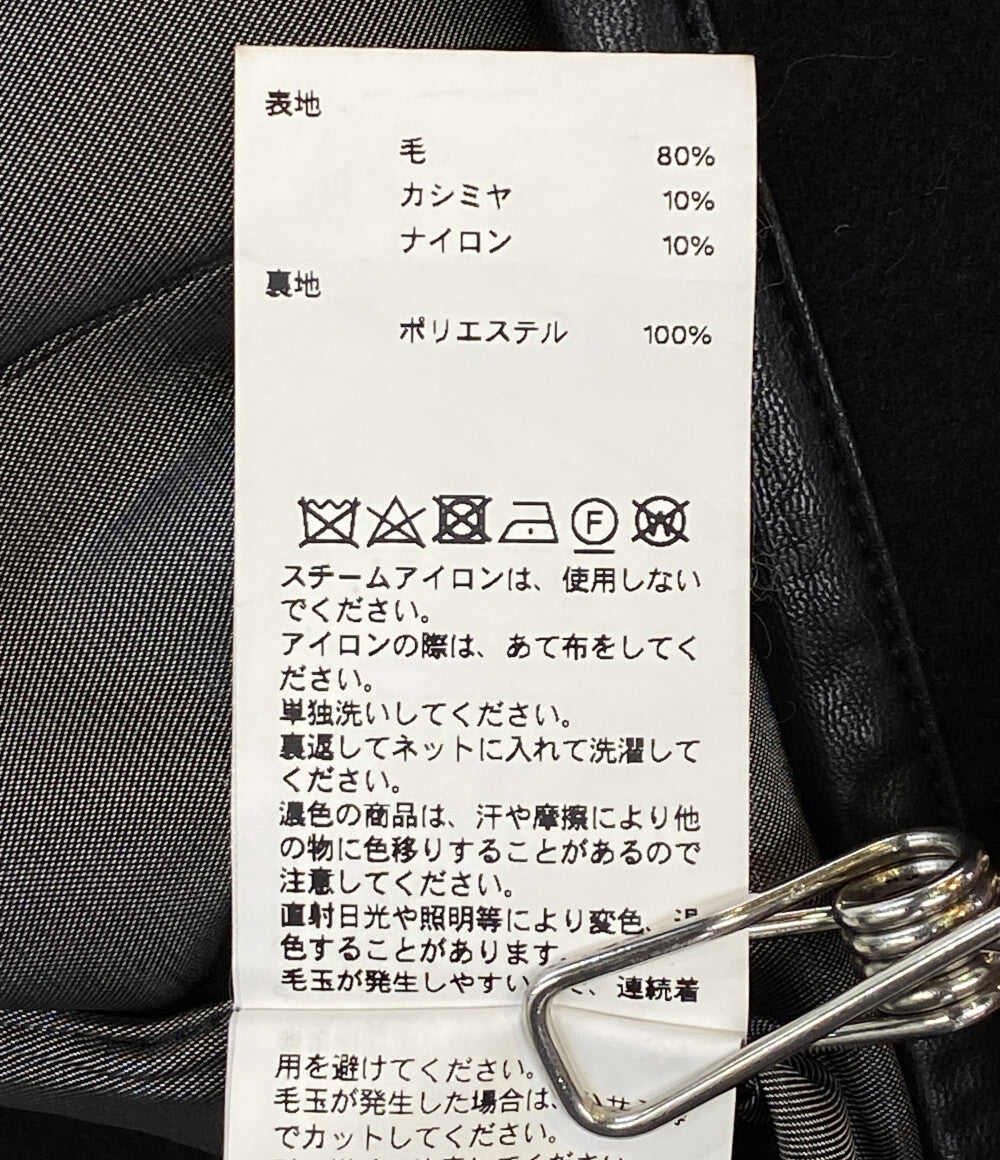 表地
毛 80%
カシミヤ 10%
ナイロン 10%
裏地
ポリエステル 100%
F W
スチームアイロンは、使用しない
でください。
アイロンの際は、あて布をしてく
ださい。
単独洗いしてください。
裏返してネットに入れて洗濯して
ください。
濃色の商品は、汗や摩擦により他
の物に色移りすることがあるので
注意してください。
直射日光や照明等により変色、
色することがあります。
毛玉が発生しやすい 、連続着
用を避けてください。
毛玉が発生した場合は、
でカットしてください。